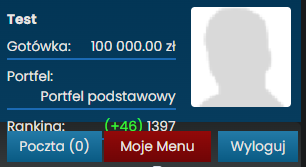 Test
Gotówka: 100 000.00 zł
Portfel:
Portfel podstawowy
Ranking: (+46) 1397
Poczta (0) Moje Menu Wyloguj